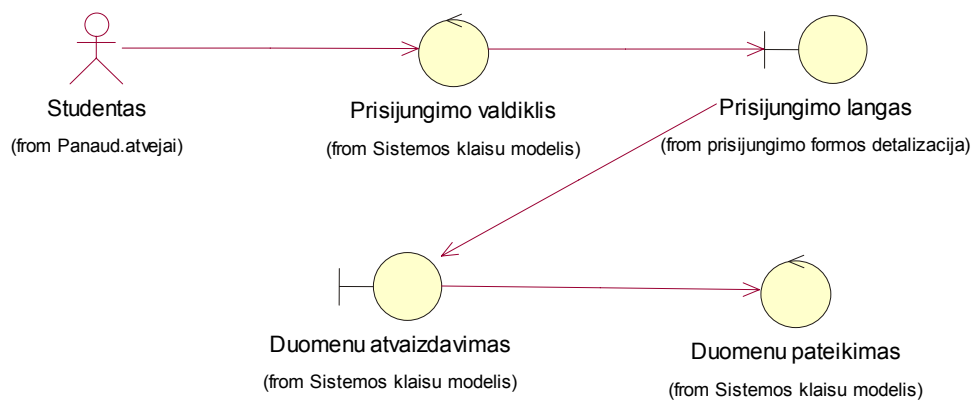 Studentas
(from Panaud.atvejai)
Prisijungimo valdiklis
(from Sistemos klaisu modelis)
Prisijungimo langas
(from prisijungimo formos detalizacija)
Duomenu atvaizdavimas
(from Sistemos klaisu modelis)
Duomenu pateikimas
(from Sistemos klaisu modelis)